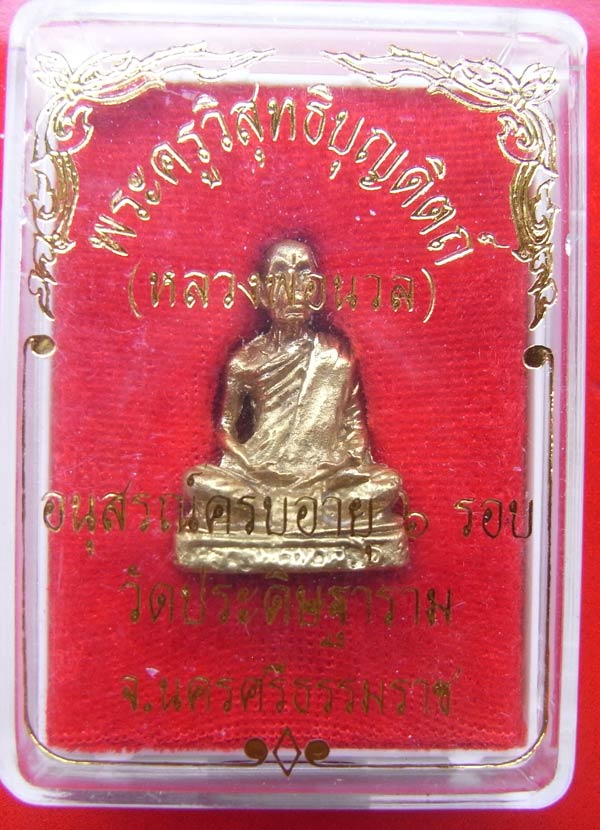 พระครูวิสุทธิบุญดิตถ์
(หลวงพ่อนวล)
อนุสรณ์ครบอายุ ๖ รอบ
วัดประดิษฐาราม
จ.นครศรีธรรมราช